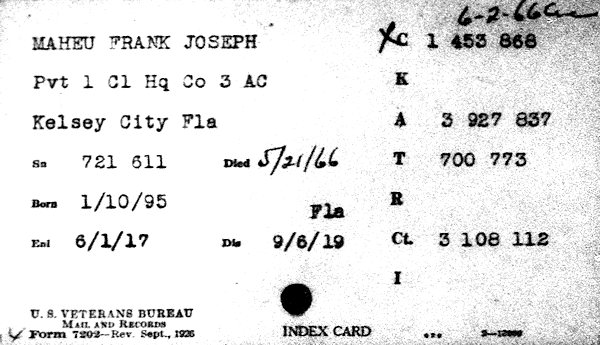 6-2-66
MAHEU FRANK JOSEPH XC 1 453 868
Pvt 1 Cl Hq Co 3 AC K
Kelsey City Fla A 3 927 837
Sn 721 611 Died 5/21/66 T 700 773
Born 1/10/95 Fla R
Enl 6/1/17 Dis 9/6/19 Ct. 3 108 112
I
U. S. VETERANS BUREAU
MAIL AND RECORDS
Form 7202—Rev. Sept., 1926 INDEX CARD